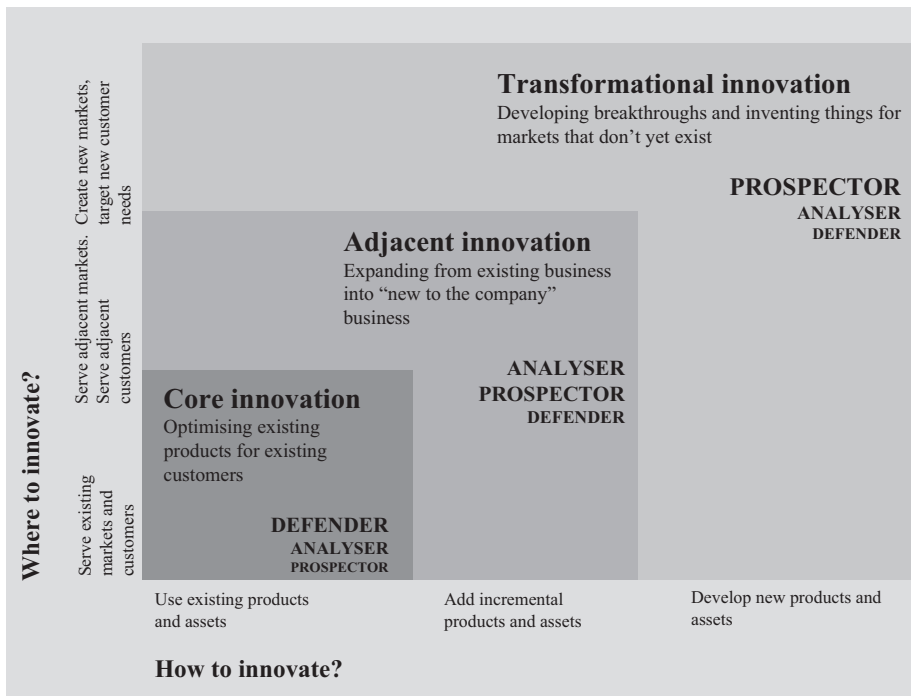 Where to innovate?
Create new markets,
target new customer
needs
Serve adjacent markets.
Serve adjacent
customers
Serve existing
markets and
customers
Transformational innovation
Developing breakthroughs and inventing things for
markets that don’t yet exist
PROSPECTOR
ANALYSER
DEFENDER
Adjacent innovation
Expanding from existing business
into “new to the company”
business
ANALYSER
PROSPECTOR
DEFENDER
Core innovation
Optimising existing
products for existing
customers
DEFENDER
ANALYSER
PROSPECTOR
Use existing products
and assets
Add incremental
products and assets
Develop new products and
assets
How to innovate?